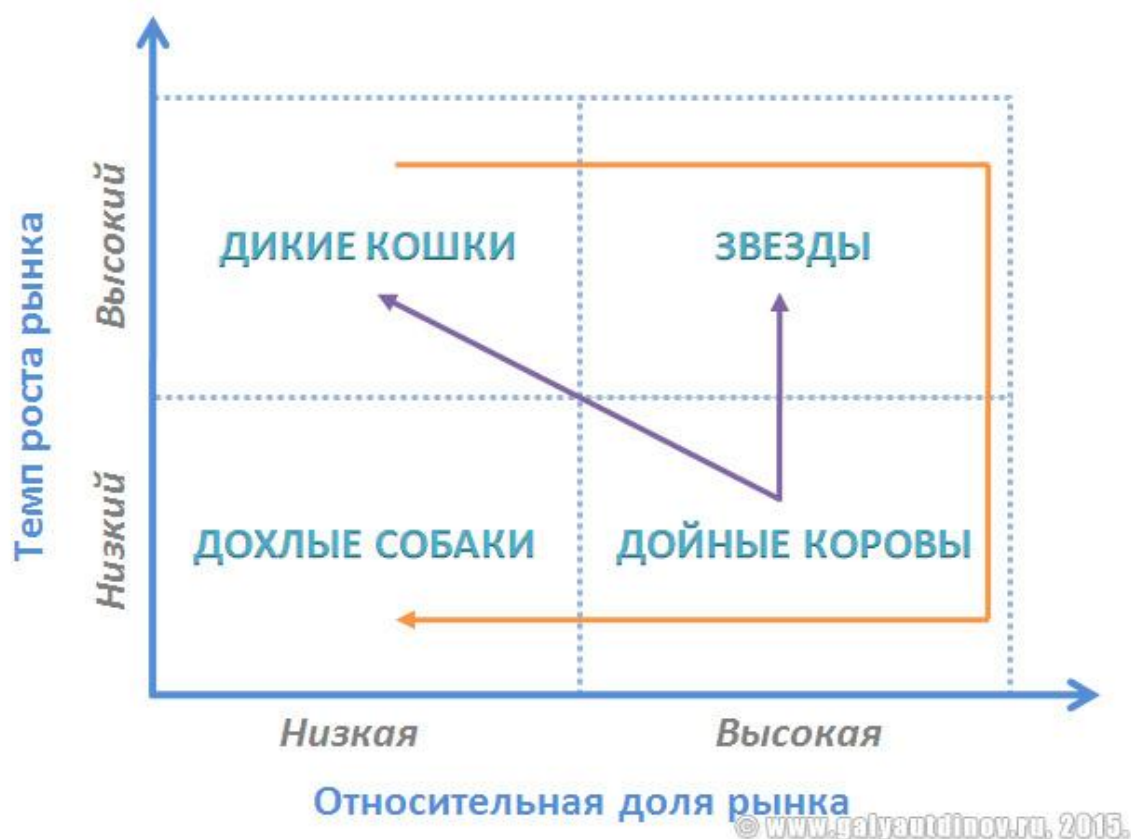 Темп роста рынка
Высокий
Низкий
ДИКИЕ КОШКИ
ЗВЕЗДЫ
ДОХЛЫЕ СОБАКИ
ДОЙНЫЕ КОРОВЫ
Низкая
Высокая
Относительная доля рынка
© www.galyautdinov.ru, 2015.